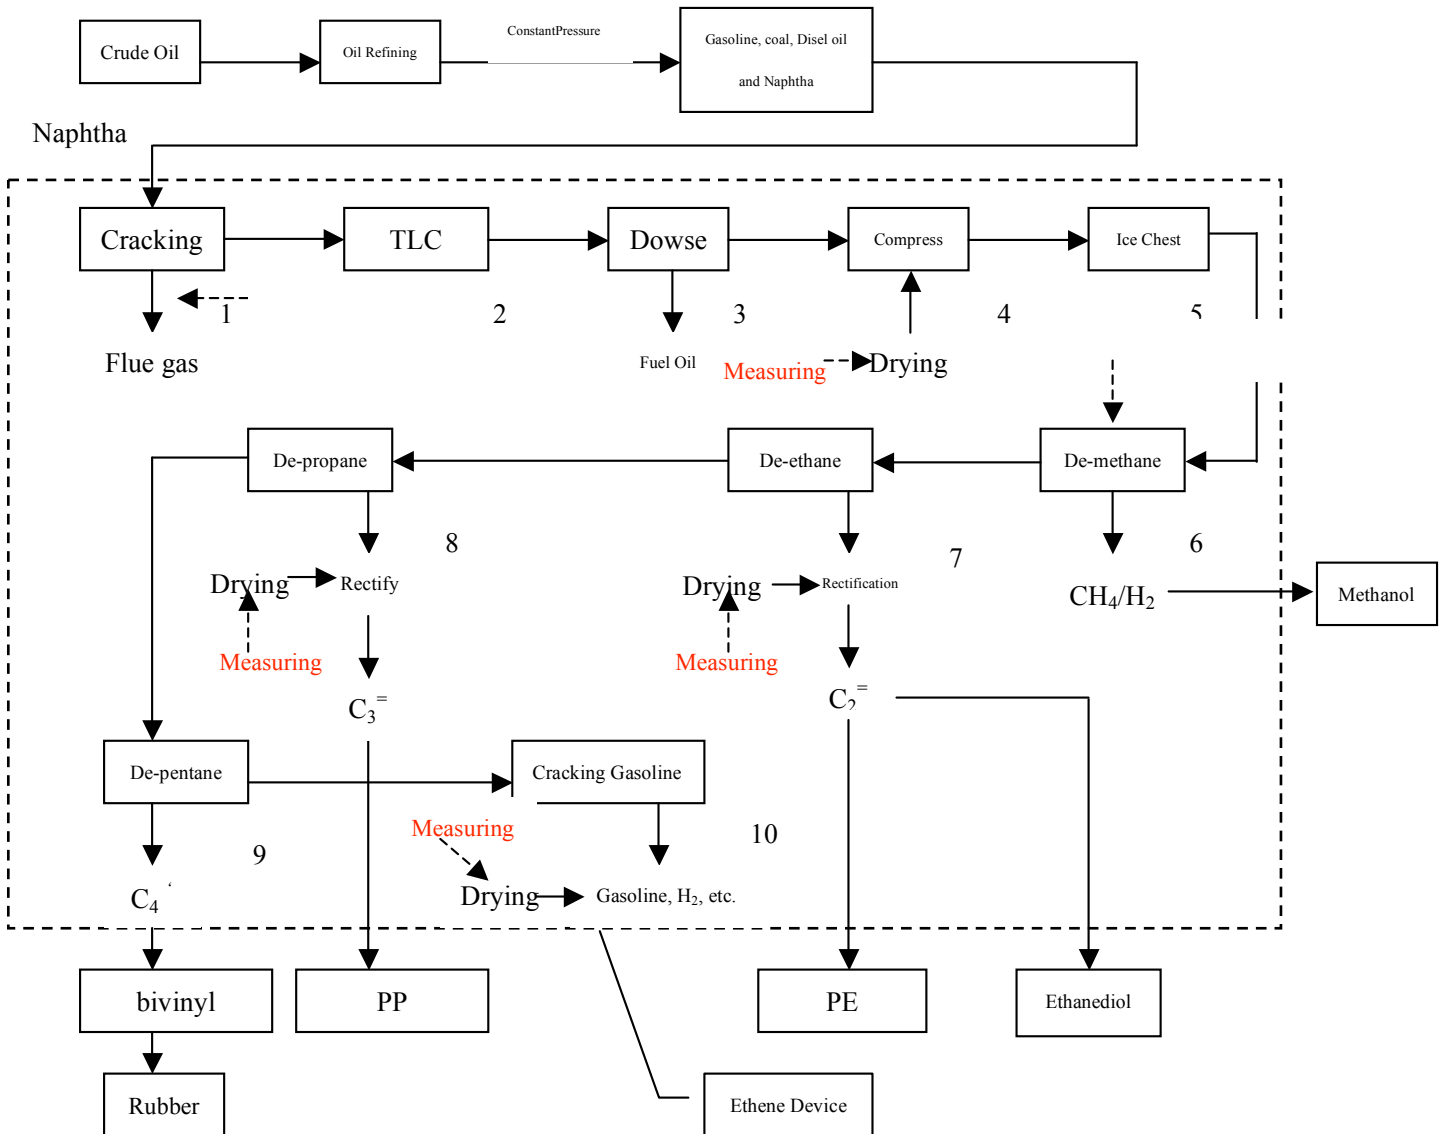 ConstantPressure
Crude Oil
Oil Refining
Gasoline, coal, Disel oil
and Naphtha
Naphtha
Cracking
TLC
Dowse
Compress
Ice Chest
1
2
3
4
5
Flue gas
Fuel Oil
Measuring
Drying
De-propane
De-ethane
De-methane
8
7
6
Drying
Rectify
Drying
Rectification
CH₄/H₂
Methanol
Measuring
Measuring
C₃⁼
C₂⁼
De-pentane
Cracking Gasoline
Measuring
10
9
C₄
Drying
Gasoline, H₂, etc.
bivinyl
PP
PE
Ethanediol
Rubber
Ethene Device